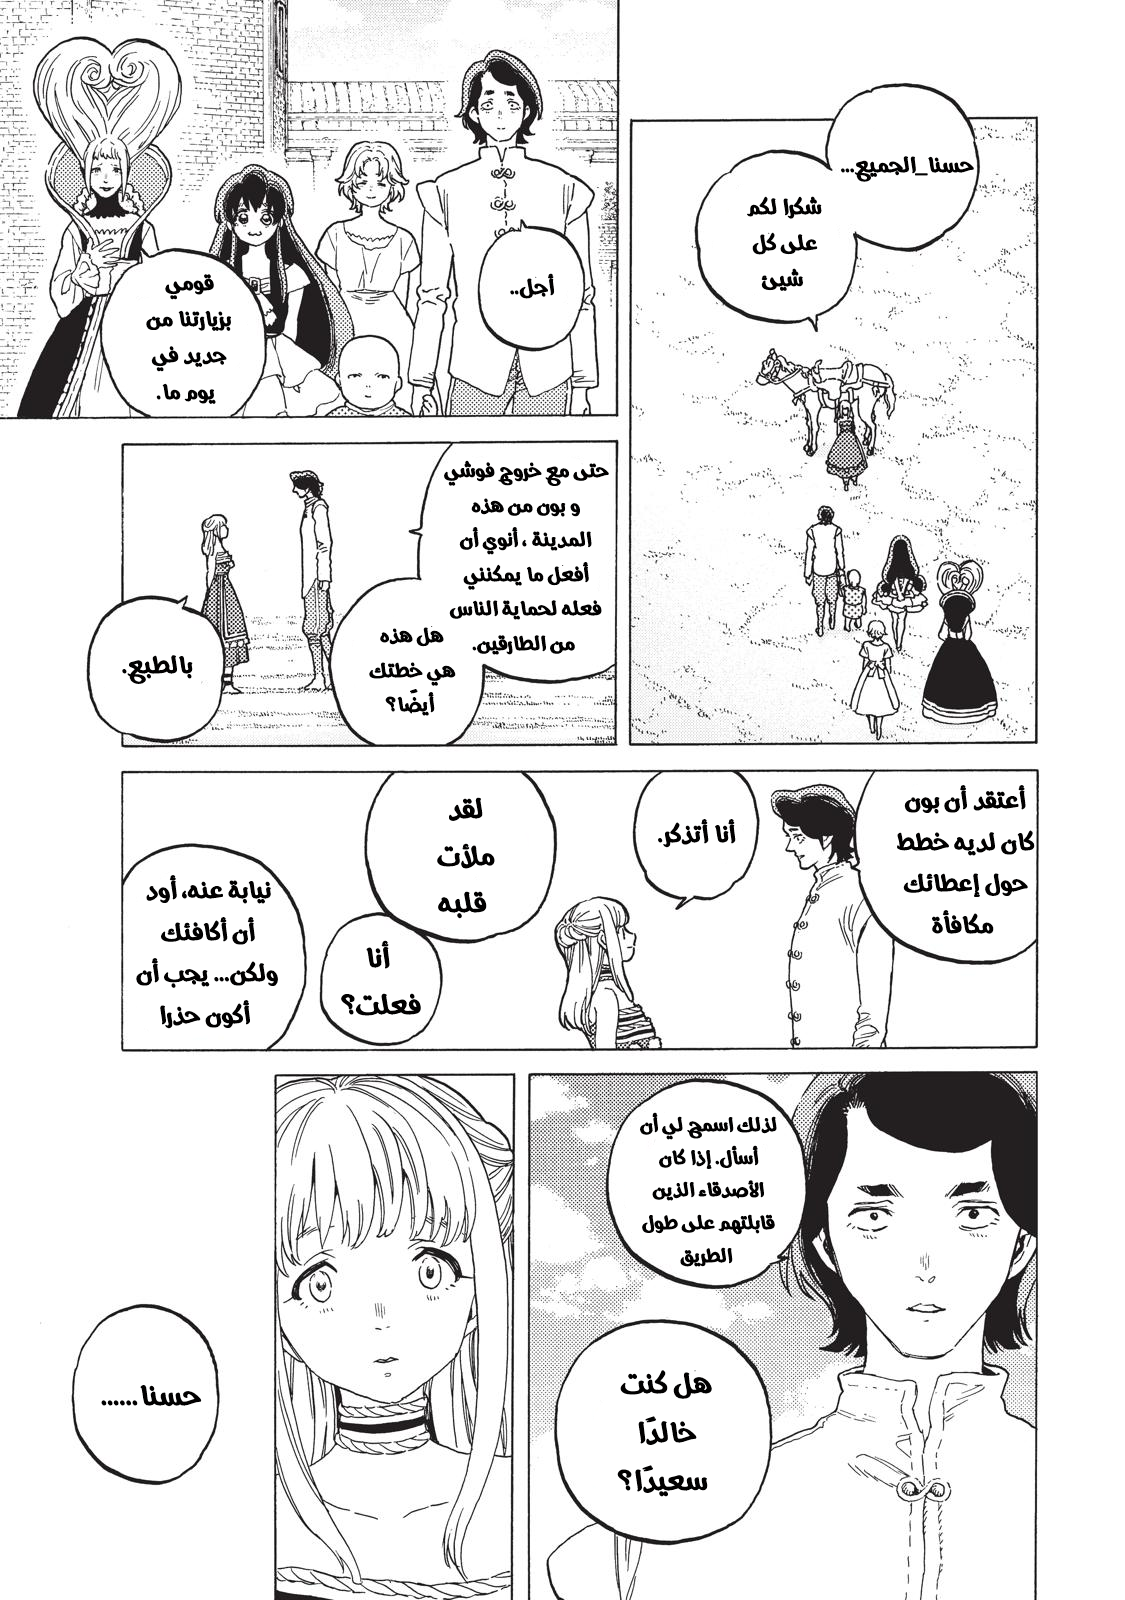 حسنا_الجميع...
شكرا لكم
على كل
شيئ
أجل..
قومي
بزيارتنا من
جديد في
يوم ما.
حتى مع خروج فوشي
و بون من هذه
المدينة ، أنوي أن
أفعل ما يمكنني
فعله لحماية الناس
من الطارقين.
هل هذه
هي خطتك
أيضًا؟
بالطبع.
أعتقد أن بون
كان لديه خطط
حول إعطائك
مكافأة
أنا أتذكر.
لقد
ملأت
قلبه
أنا
فعلت؟
نيابة عنه، أود
أن أكافئك
ولكن... يجب أن
أكون حذرا
لذلك اسمح لي أن
أسأل. إذا كان
الأصدقاء الذين
قابلتهم على طول
الطريق
هل كنت
خالدًا
سعيدًا؟
حسنا ......